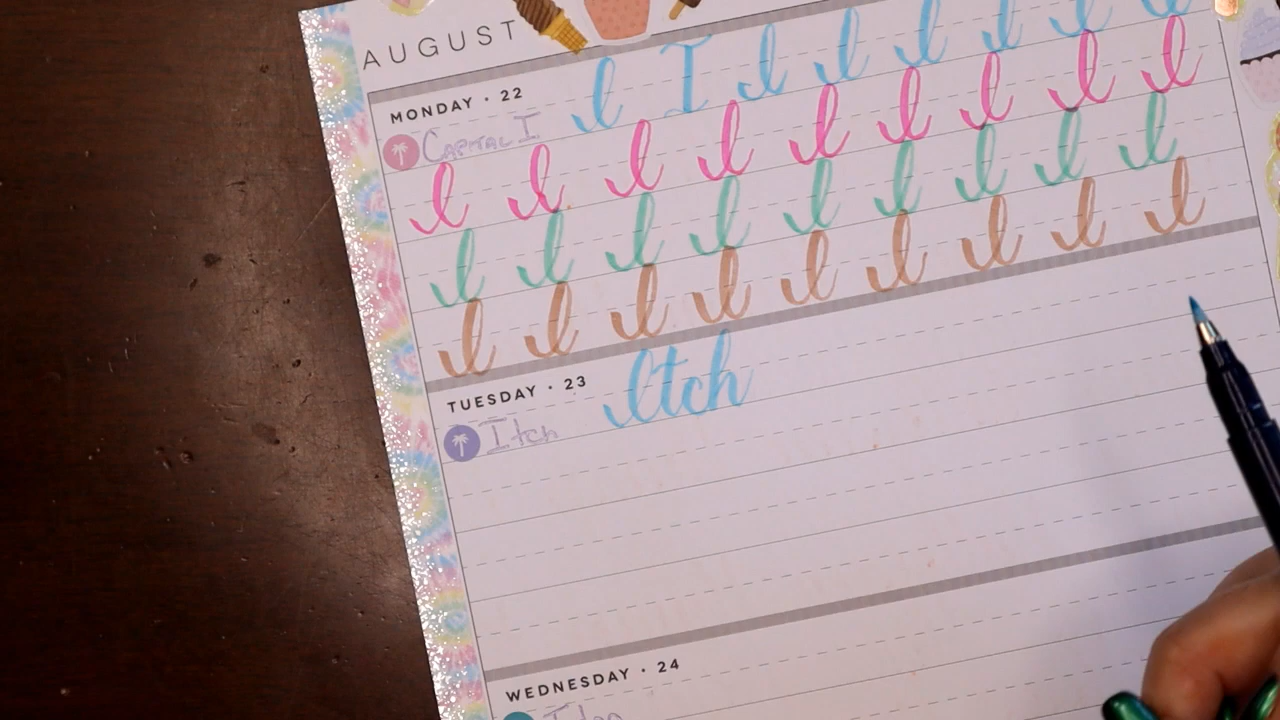 AUGUST
MONDAY · 22
CAPITAL I
I I I I I I I I
I I I I I I I I
I I I I I I I I I
I I I I I I I I I
TUESDAY · 23
Itch
Itch
WEDNESDAY · 24